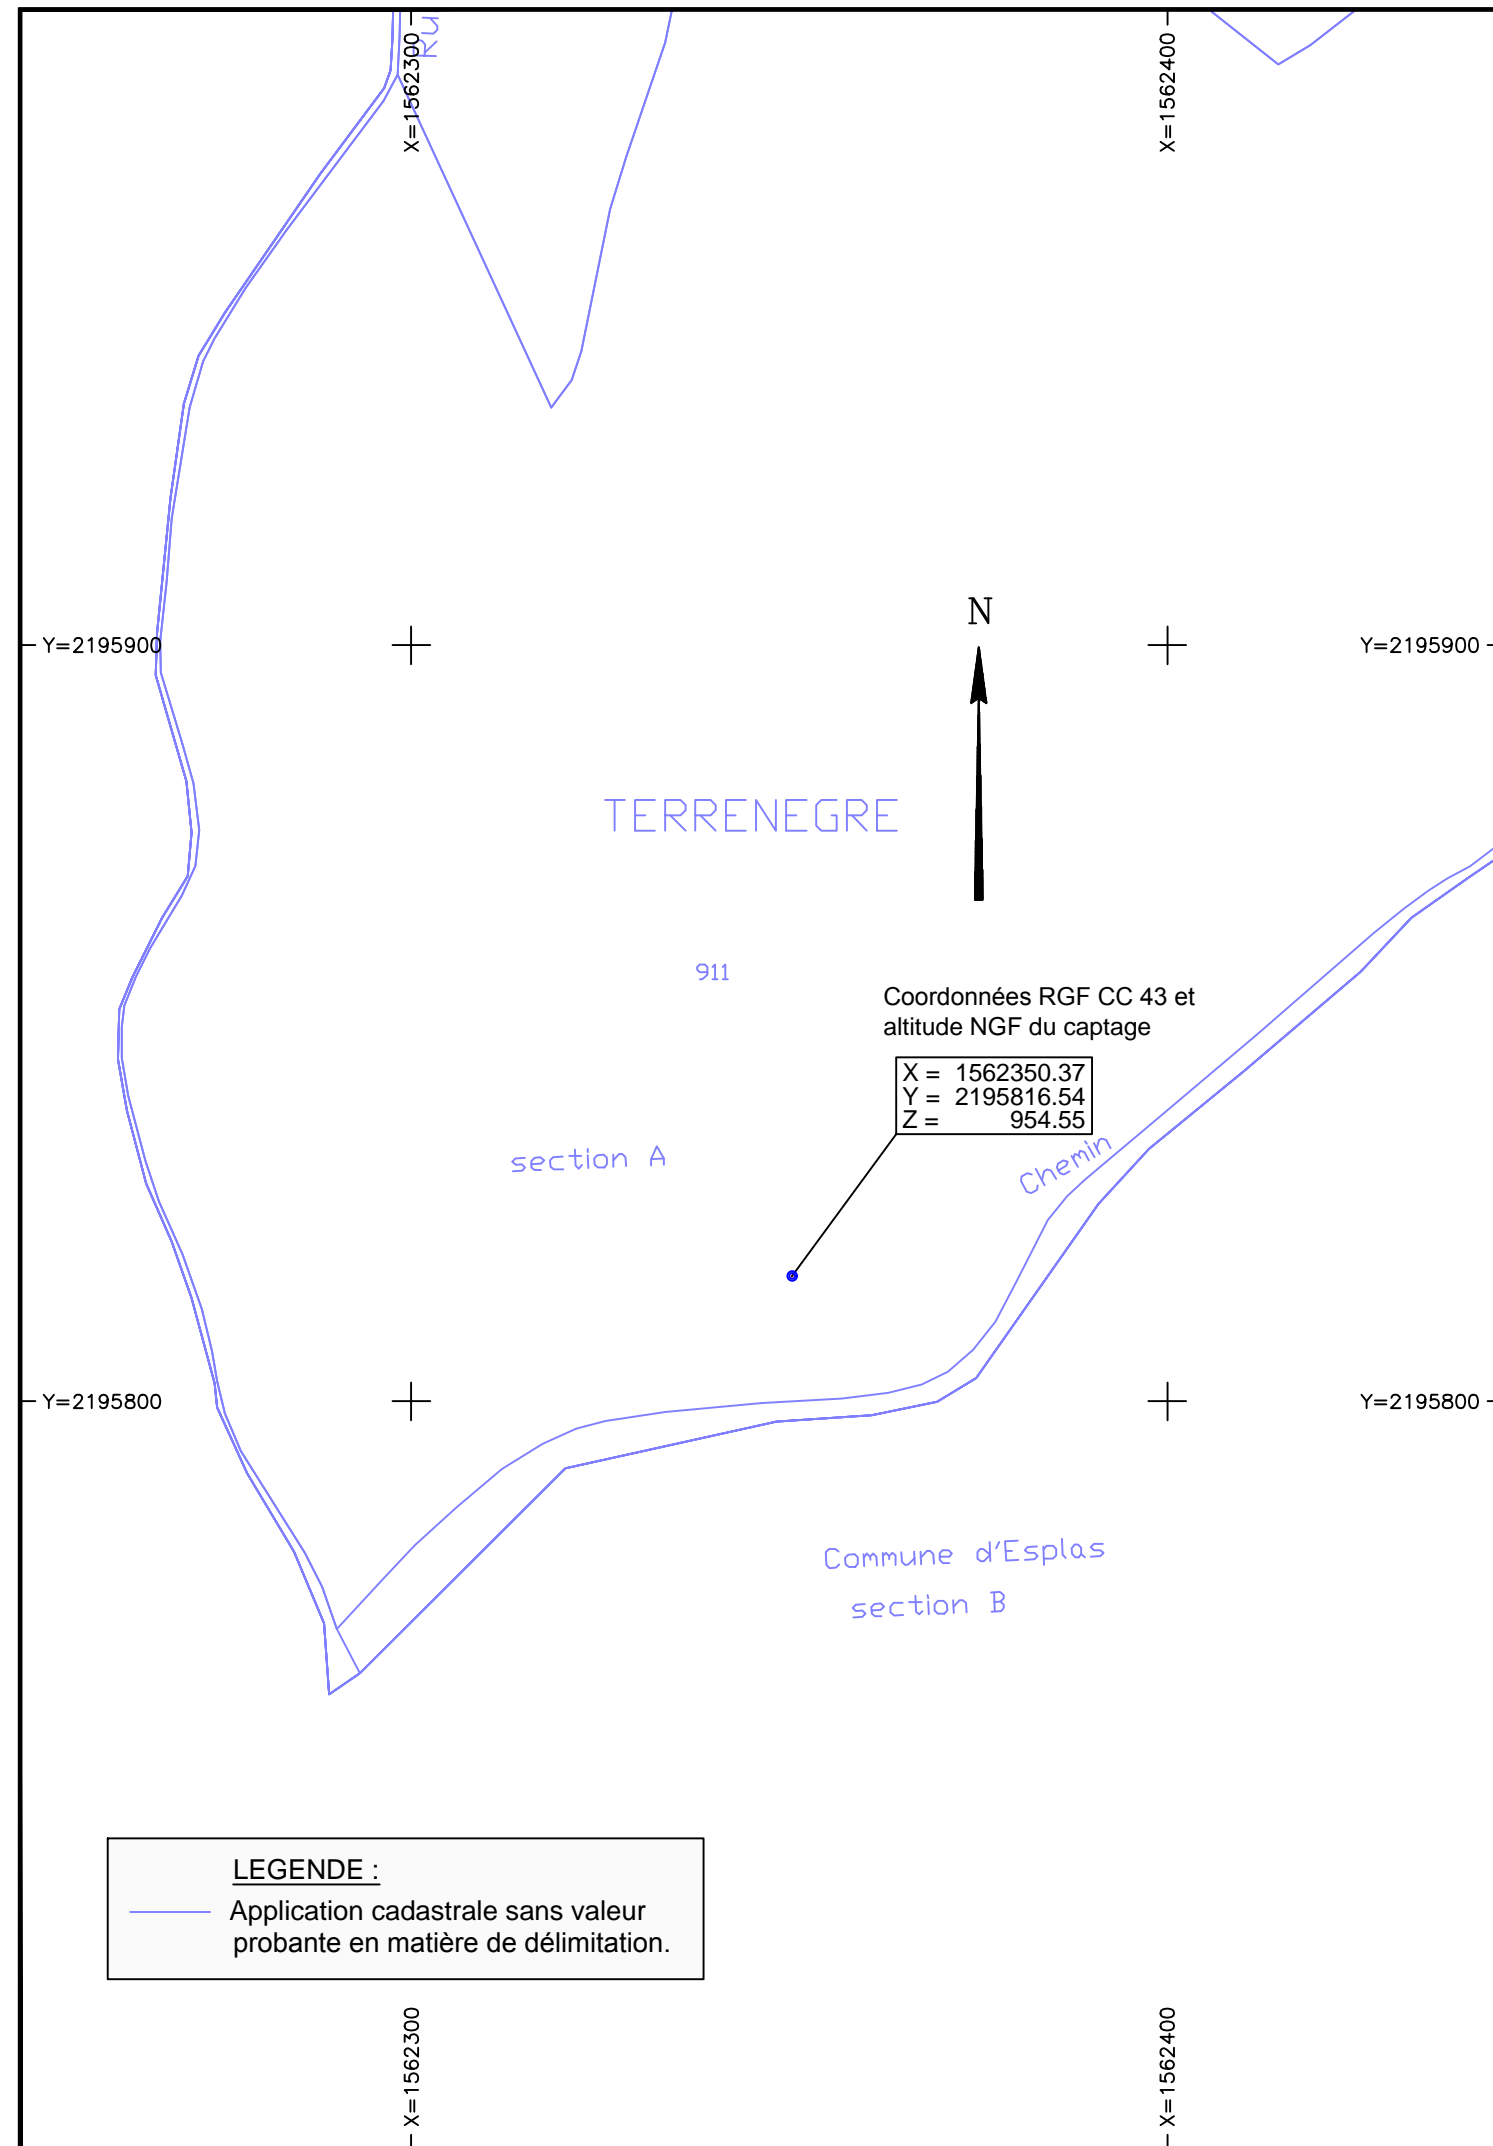 Ru
X=1562300
X=1562400
N
Y=2195900
Y=2195900
TERRENEGRE
911
Coordonnées RGF CC 43 et
altitude NGF du captage
X = 1562350.37
Y = 2195816.54
Z = 954.55
section A
Chemin
Y=2195800
Y=2195800
Commune d'Esplas
section B
LEGENDE :
Application cadastrale sans valeur
probante en matière de délimitation.
X=1562300
X=1562400